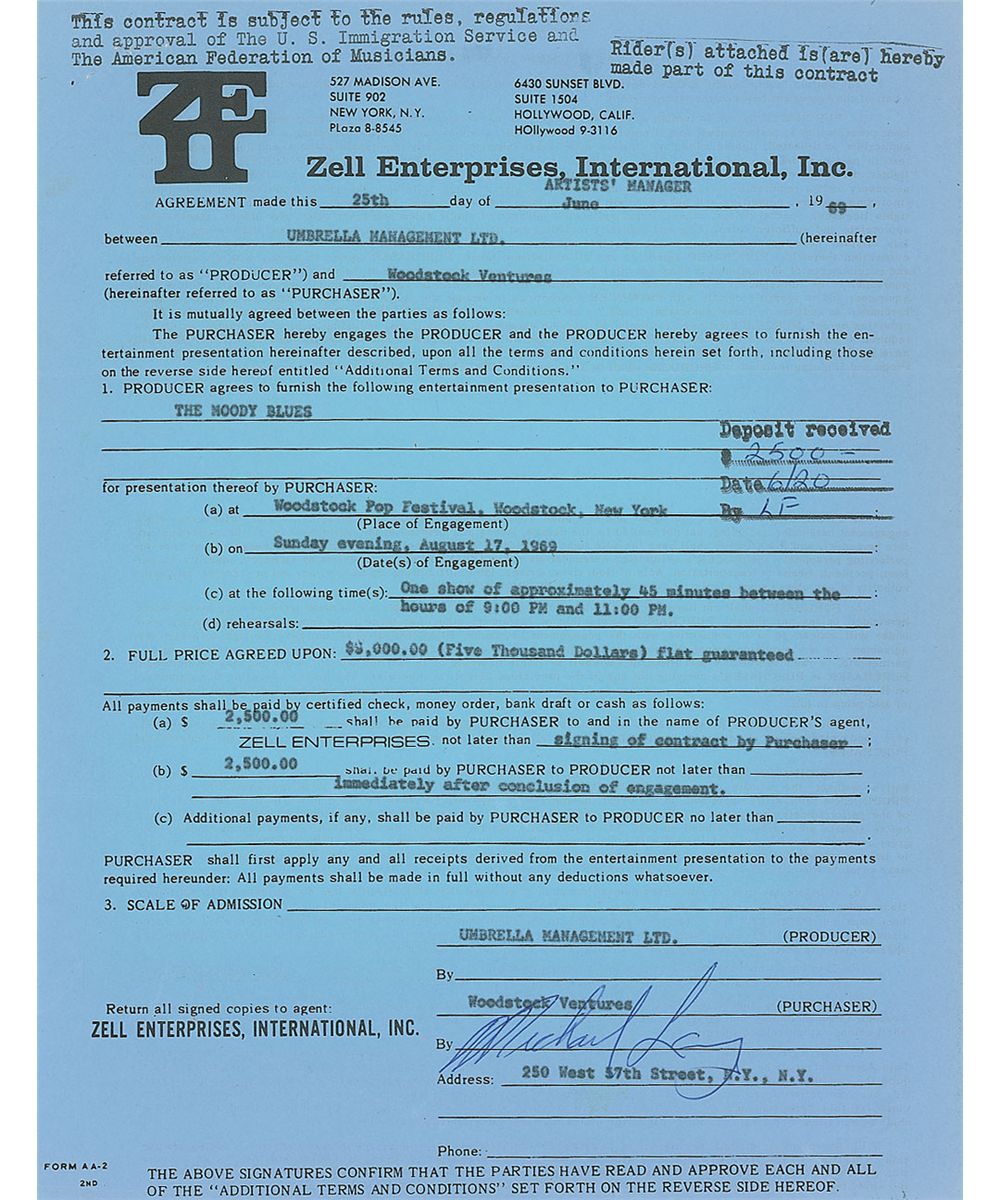 This contract is subject to the rules, regulations
and approval of The U. S. Immigration Service and
The American Federation of Musicians.
Rider(s) attached is(are) hereby
made part of this contract
ZEII
527 MADISON AVE.
SUITE 902
NEW YORK, N. Y.
PLaza 8-8545
6430 SUNSET BLVD.
SUITE 1504
HOLLYWOOD, CALIF.
HOllywood 9-3116
Zell Enterprises, International, Inc.
ARTISTS' MANAGER
AGREEMENT made this 25th day of June , 19 69 ,
between UMBRELLA MANAGEMENT LTD. (hereinafter
referred to as "PRODUCER") and Woodstock Ventures
(hereinafter referred to as "PURCHASER").
It is mutually agreed between the parties as follows:
The PURCHASER hereby engages the PRODUCER and the PRODUCER hereby agrees to furnish the en-
tertainment presentation hereinafter described, upon all the terms and conditions herein set forth, including those
on the reverse side hereof entitled "Additional Terms and Conditions."
1. PRODUCER agrees to furnish the following entertainment presentation to PURCHASER:
THE MOODY BLUES
Deposit received
$ 2500 –
Date 6/20
By LF
for presentation thereof by PURCHASER:
(a) at Woodstock Pop Festival, Woodstock, New York ;
(Place of Engagement)
(b) on Sunday evening, August 17, 1969 ;
(Date(s) of Engagement)
(c) at the following time(s): One show of approximately 45 minutes between the ;
hours of 9:00 PM and 11:00 PM.
(d) rehearsals: .
2. FULL PRICE AGREED UPON: $5,000.00 (Five Thousand Dollars) flat guaranteed
All payments shall be paid by certified check, money order, bank draft or cash as follows:
(a) $ 2,500.00 shall be paid by PURCHASER to and in the name of PRODUCER'S agent,
ZELL ENTERPRISES. not later than signing of contract by Purchaser ;
(b) $ 2,500.00 shall be paid by PURCHASER to PRODUCER not later than
immediately after conclusion of engagement. ;
(c) Additional payments, if any, shall be paid by PURCHASER to PRODUCER no later than
.
PURCHASER shall first apply any and all receipts derived from the entertainment presentation to the payments
required hereunder: All payments shall be made in full without any deductions whatsoever.
3. SCALE OF ADMISSION
UMBRELLA MANAGEMENT LTD. (PRODUCER)
By
Woodstock Ventures (PURCHASER)
Return all signed copies to agent:
ZELL ENTERPRISES, INTERNATIONAL, INC.
By Michael Lang
Address: 250 West 57th Street, N.Y., N.Y.
Phone:
FORM AA-2
2ND
THE ABOVE SIGNATURES CONFIRM THAT THE PARTIES HAVE READ AND APPROVE EACH AND ALL
OF THE "ADDITIONAL TERMS AND CONDITIONS" SET FORTH ON THE REVERSE SIDE HEREOF.